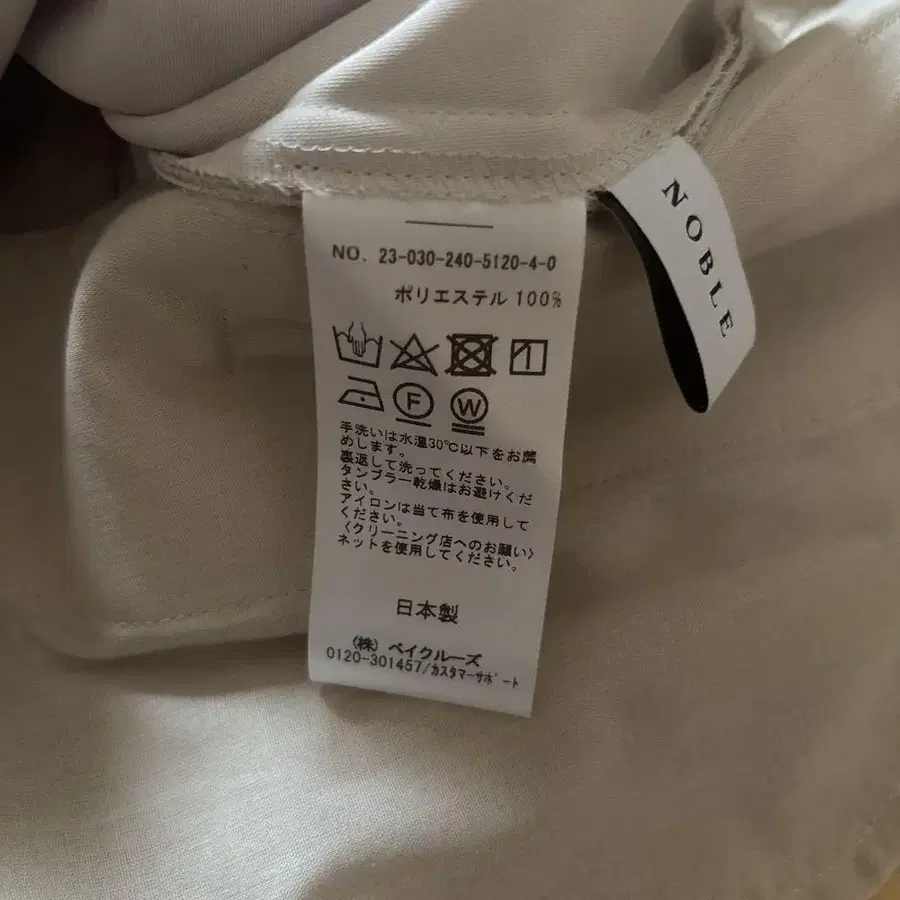 NO. 23-030-240-5120-4-0
ポリエステル 100%
F W
手洗いは水温30℃以下をお薦
めします。
裏返して洗ってください。
タンブラー乾燥はお避けくだ
さい。
アイロンは当て布を使用して
ください。
〈クリーニング店へのお願い〉
ネットを使用してください。
日本製
(株) ベイクルーズ
0120-301457/カスタマーサポート
NOBLE